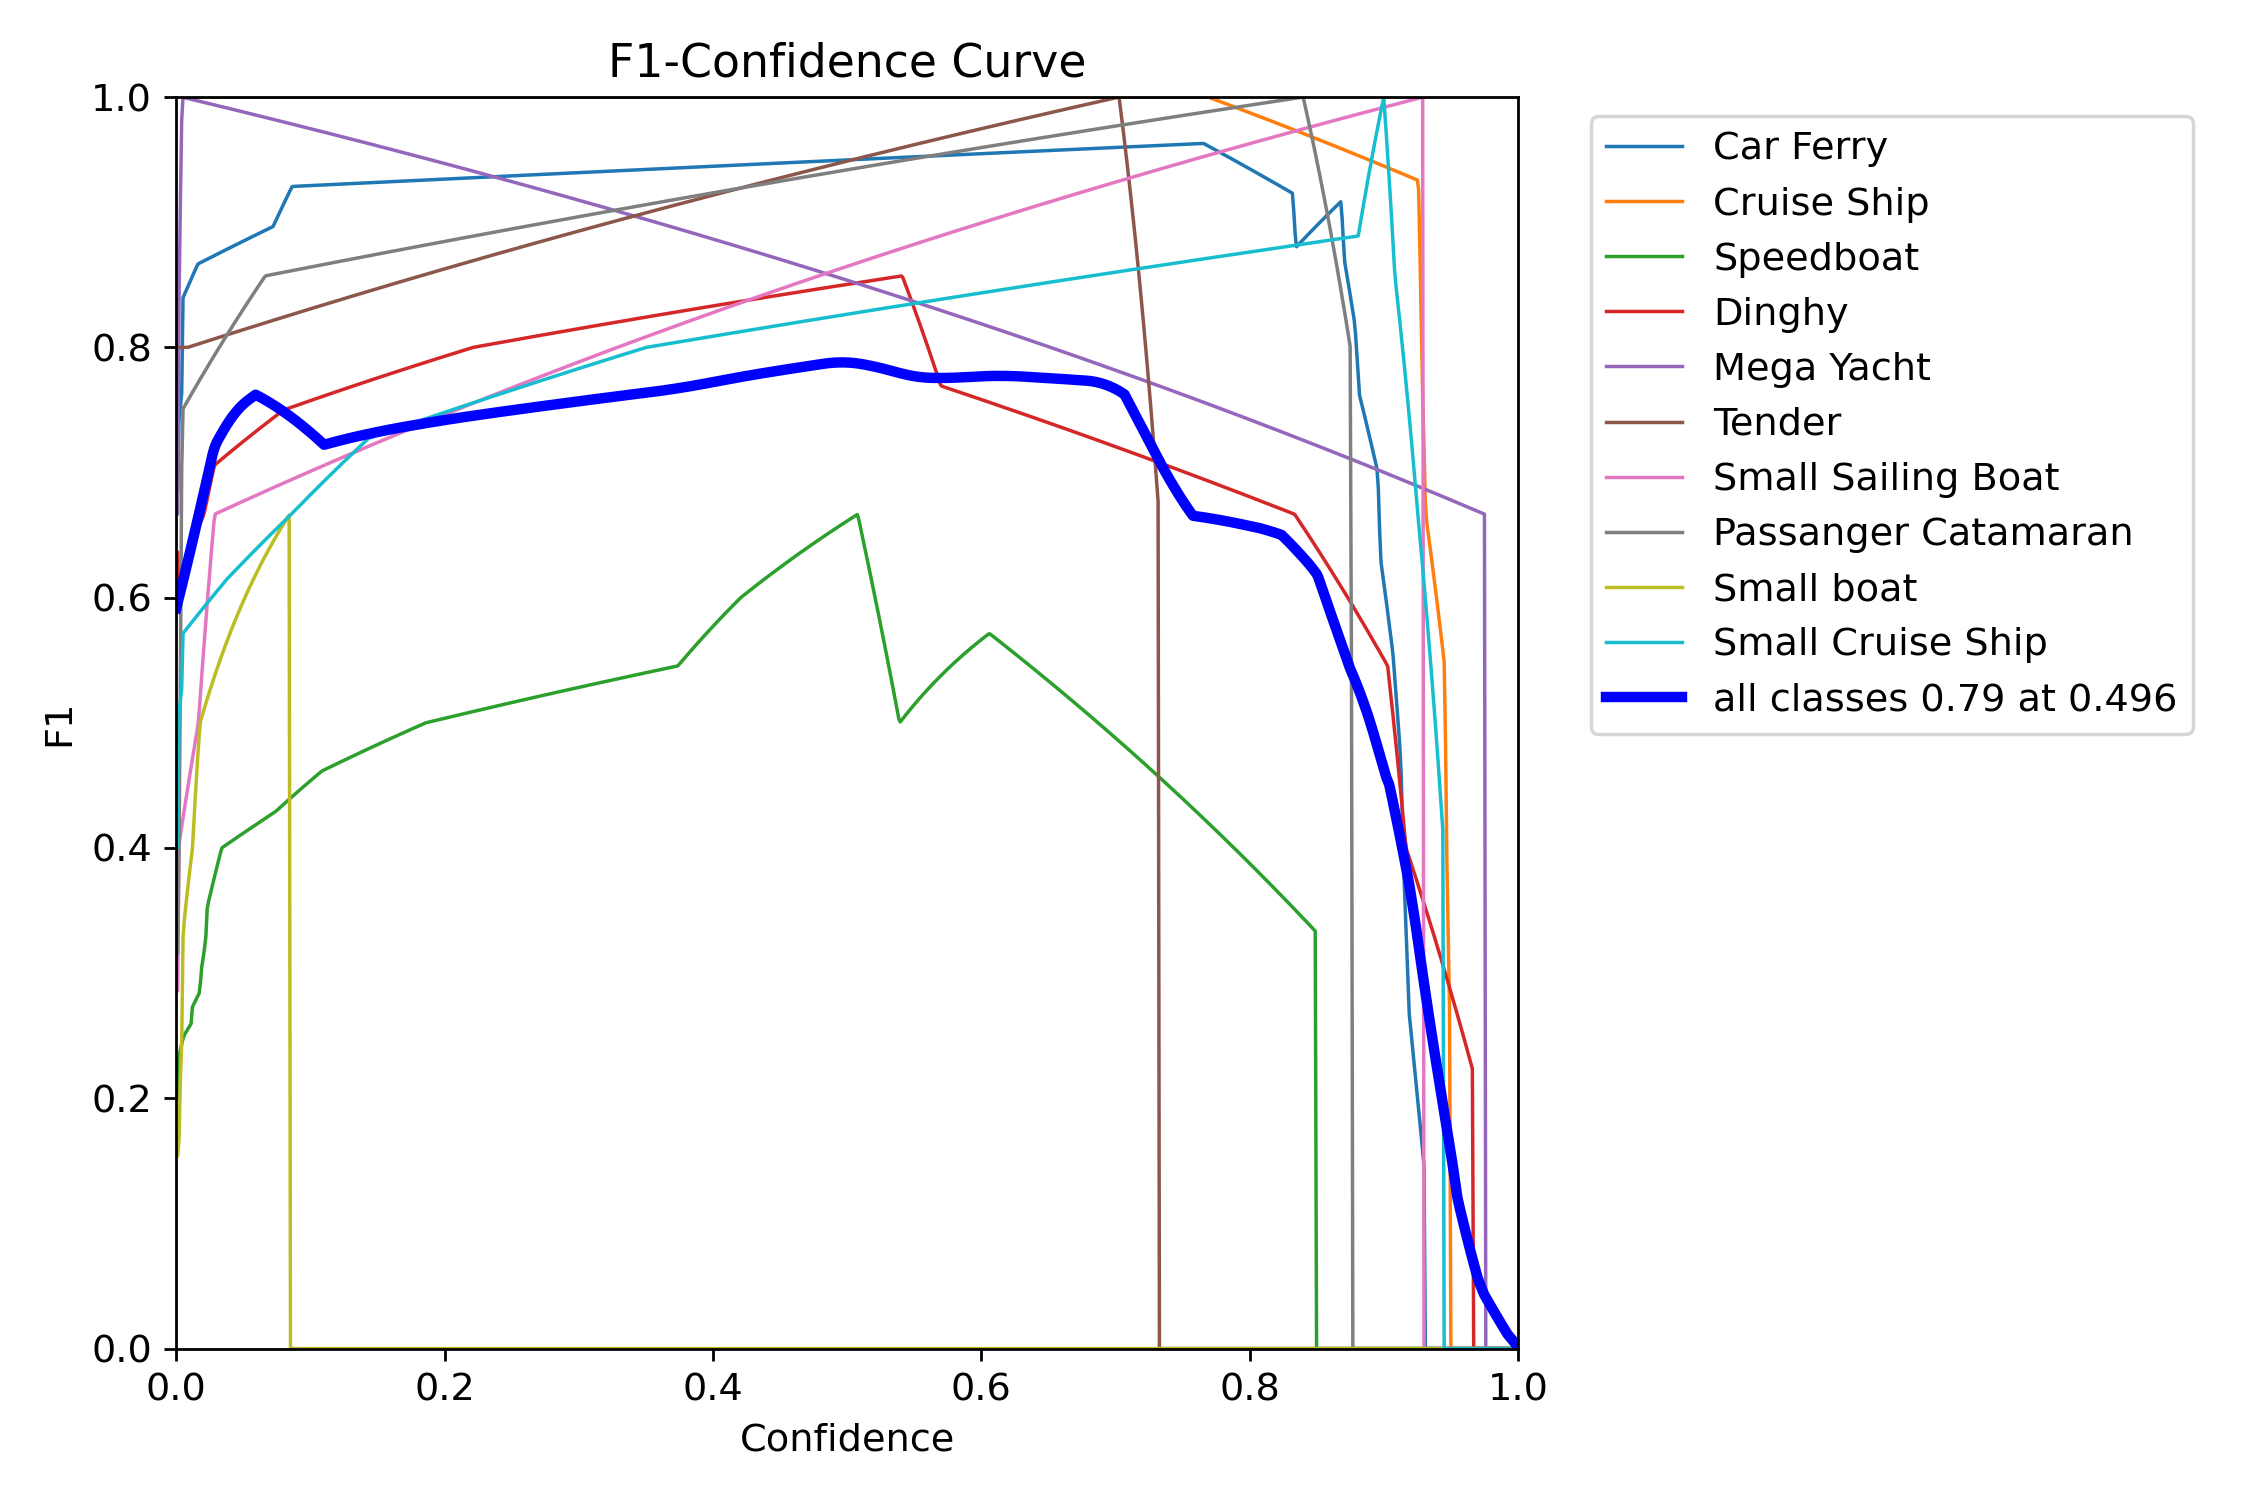 F1-Confidence Curve
1.0
0.8
0.6
0.4
0.2
0.0
F1
0.0 0.2 0.4 0.6 0.8 1.0
Confidence
Car Ferry
Cruise Ship
Speedboat
Dinghy
Mega Yacht
Tender
Small Sailing Boat
Passanger Catamaran
Small boat
Small Cruise Ship
all classes 0.79 at 0.496